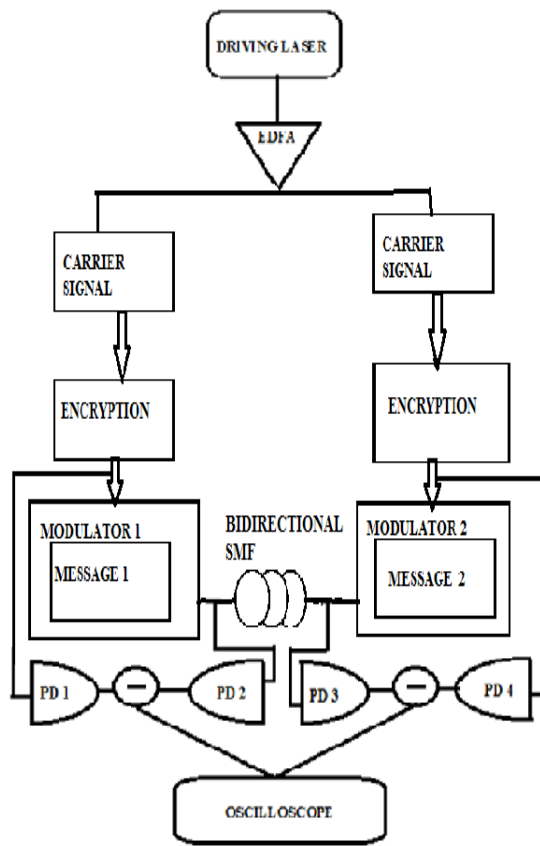 DRIVING LASER
EDFA
CARRIER
SIGNAL
CARRIER
SIGNAL
ENCRYPTION
ENCRYPTION
MODULATOR 1
MESSAGE 1
BIDIRECTIONAL
SMF
MODULATOR 2
MESSAGE 2
PD 1
−
PD 2
PD 3
−
PD 4
OSCILLOSCOPE